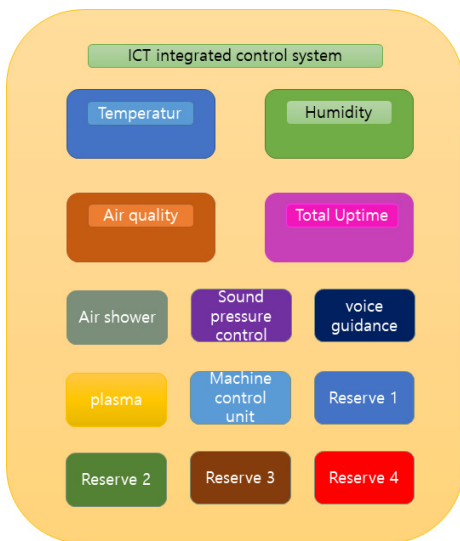 ICT integrated control system
Temperatur
Humidity
Air quality
Total Uptime
Air shower
Sound
pressure
control
voice
guidance
plasma
Machine
control
unit
Reserve 1
Reserve 2
Reserve 3
Reserve 4